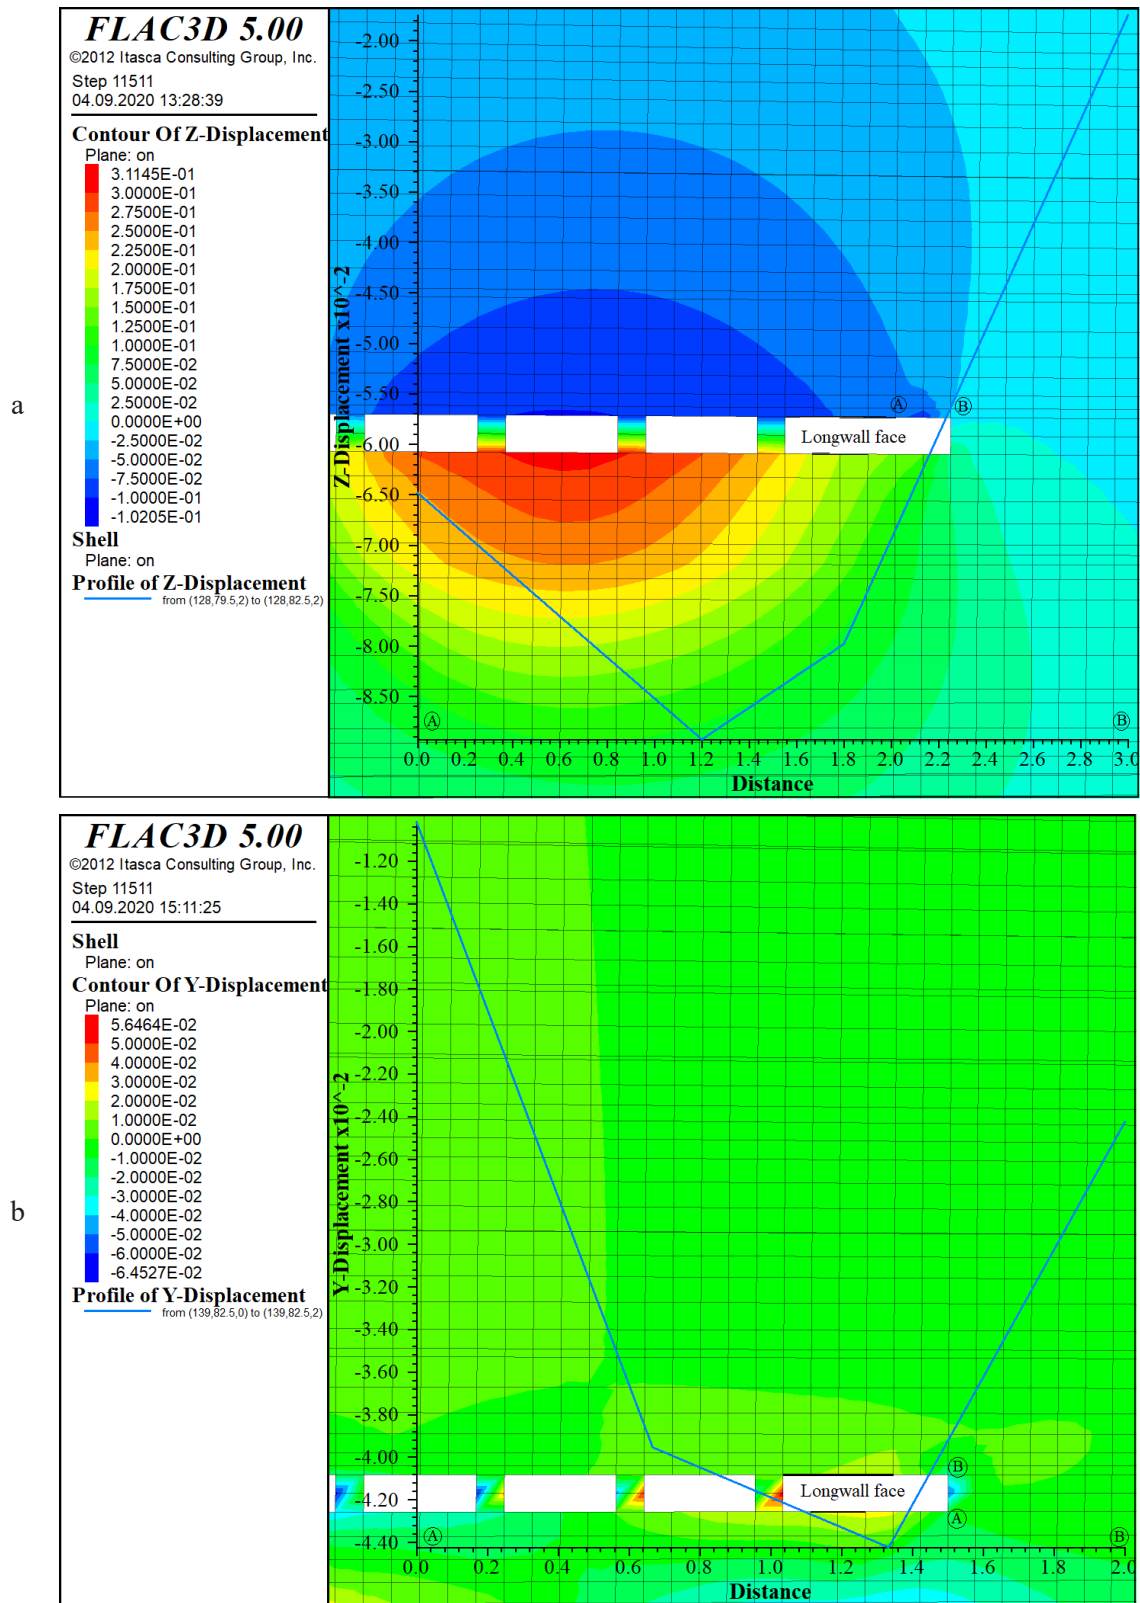 a
FLAC3D 5.00
©2012 Itasca Consulting Group, Inc.
Step 11511
04.09.2020 13:28:39
Contour Of Z-Displacement
Plane: on
3.1145E-01
3.0000E-01
2.7500E-01
2.5000E-01
2.2500E-01
2.0000E-01
1.7500E-01
1.5000E-01
1.2500E-01
1.0000E-01
7.5000E-02
5.0000E-02
2.5000E-02
0.0000E+00
-2.5000E-02
-5.0000E-02
-7.5000E-02
-1.0000E-01
-1.0205E-01
Shell
Plane: on
Profile of Z-Displacement
from (128,79.5,2) to (128,82.5,2)
Z-Displacement x10^-2
-2.00
-2.50
-3.00
-3.50
-4.00
-4.50
-5.00
-5.50
-6.00
-6.50
-7.00
-7.50
-8.00
-8.50
A B
Longwall face
A B
0.0 0.2 0.4 0.6 0.8 1.0 1.2 1.4 1.6 1.8 2.0 2.2 2.4 2.6 2.8 3.0
Distance
b
FLAC3D 5.00
©2012 Itasca Consulting Group, Inc.
Step 11511
04.09.2020 15:11:25
Shell
Plane: on
Contour Of Y-Displacement
Plane: on
5.6464E-02
5.0000E-02
4.0000E-02
3.0000E-02
2.0000E-02
1.0000E-02
0.0000E+00
-1.0000E-02
-2.0000E-02
-3.0000E-02
-4.0000E-02
-5.0000E-02
-6.0000E-02
-6.4527E-02
Profile of Y-Displacement
from (139,82.5,0) to (139,82.5,2)
Y-Displacement x10^-2
-1.20
-1.40
-1.60
-1.80
-2.00
-2.20
-2.40
-2.60
-2.80
-3.00
-3.20
-3.40
-3.60
-3.80
-4.00
-4.20
-4.40
B
Longwall face
A
A B
0.0 0.2 0.4 0.6 0.8 1.0 1.2 1.4 1.6 1.8 2.0
Distance